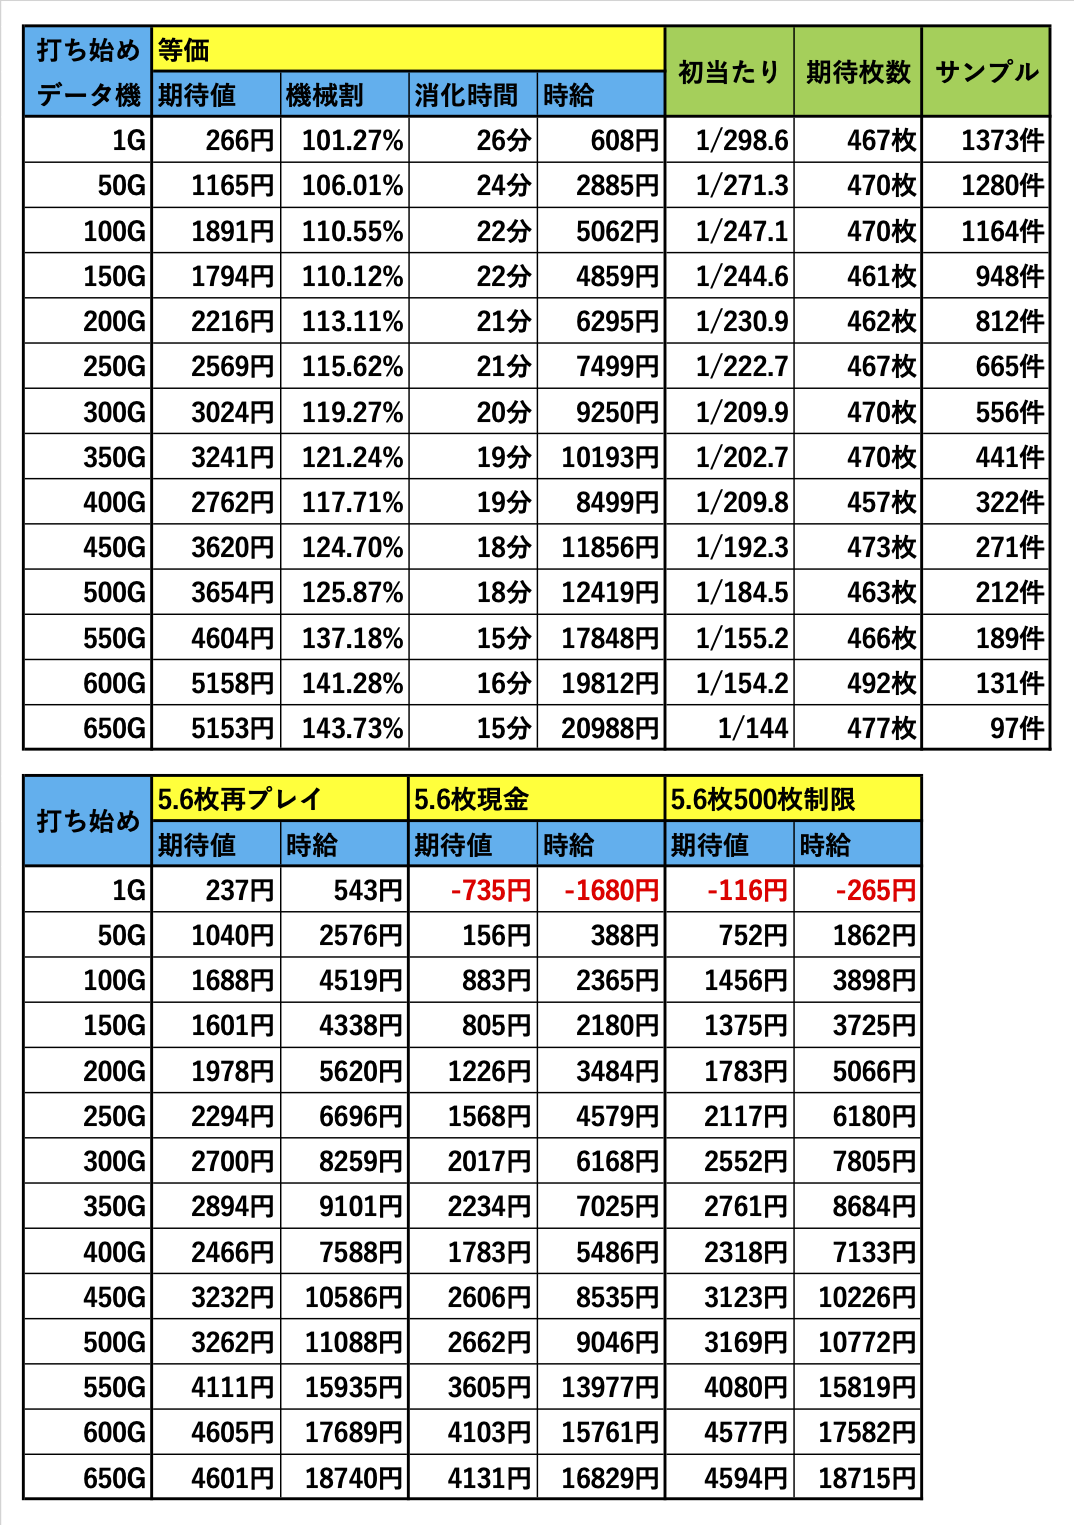 打ち始め 等価 初当たり 期待枚数 サンプル
データ機 期待値 機械割 消化時間 時給
1G 266円 101.27% 26分 608円 1/298.6 467枚 1373件
50G 1165円 106.01% 24分 2885円 1/271.3 470枚 1280件
100G 1891円 110.55% 22分 5062円 1/247.1 470枚 1164件
150G 1794円 110.12% 22分 4859円 1/244.6 461枚 948件
200G 2216円 113.11% 21分 6295円 1/230.9 462枚 812件
250G 2569円 115.62% 21分 7499円 1/222.7 467枚 665件
300G 3024円 119.27% 20分 9250円 1/209.9 470枚 556件
350G 3241円 121.24% 19分 10193円 1/202.7 470枚 441件
400G 2762円 117.71% 19分 8499円 1/209.8 457枚 322件
450G 3620円 124.70% 18分 11856円 1/192.3 473枚 271件
500G 3654円 125.87% 18分 12419円 1/184.5 463枚 212件
550G 4604円 137.18% 15分 17848円 1/155.2 466枚 189件
600G 5158円 141.28% 16分 19812円 1/154.2 492枚 131件
650G 5153円 143.73% 15分 20988円 1/144 477枚 97件
打ち始め 5.6枚再プレイ 5.6枚現金 5.6枚500枚制限
期待値 時給 期待値 時給 期待値 時給
1G 237円 543円 -735円 -1680円 -116円 -265円
50G 1040円 2576円 156円 388円 752円 1862円
100G 1688円 4519円 883円 2365円 1456円 3898円
150G 1601円 4338円 805円 2180円 1375円 3725円
200G 1978円 5620円 1226円 3484円 1783円 5066円
250G 2294円 6696円 1568円 4579円 2117円 6180円
300G 2700円 8259円 2017円 6168円 2552円 7805円
350G 2894円 9101円 2234円 7025円 2761円 8684円
400G 2466円 7588円 1783円 5486円 2318円 7133円
450G 3232円 10586円 2606円 8535円 3123円 10226円
500G 3262円 11088円 2662円 9046円 3169円 10772円
550G 4111円 15935円 3605円 13977円 4080円 15819円
600G 4605円 17689円 4103円 15761円 4577円 17582円
650G 4601円 18740円 4131円 16829円 4594円 18715円